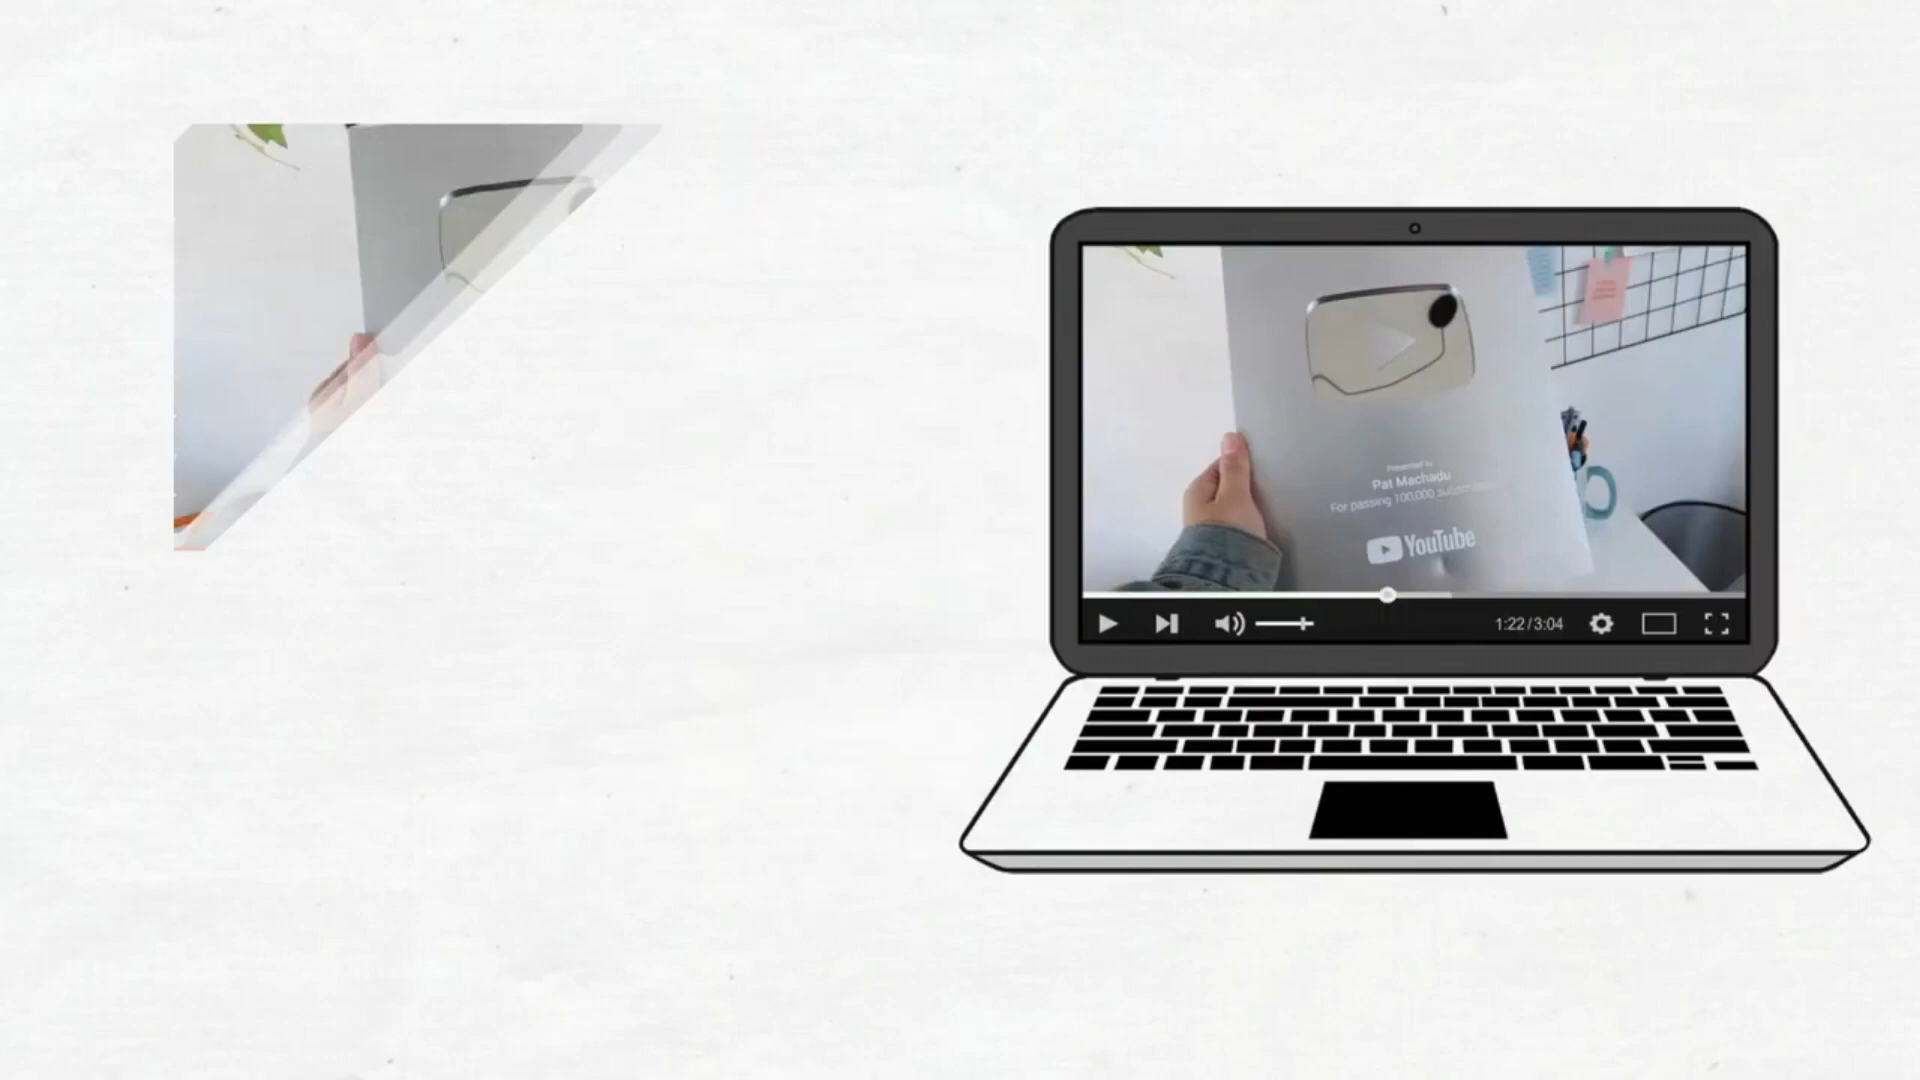 Presented to
Pat Machadu
For passing 100,000
YouTube
1:22/3:04